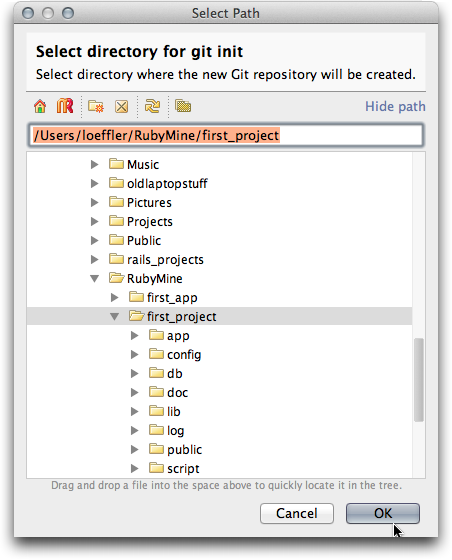 Select Path
Select directory for git init
Select directory where the new Git repository will be created.
Hide path
/Users/loeffler/RubyMine/first_project
Music
oldlaptopstuff
Pictures
Projects
Public
rails_projects
RubyMine
first_app
first_project
app
config
db
doc
lib
log
public
script
Drag and drop a file into the space above to quickly locate it in the tree.
Cancel
OK